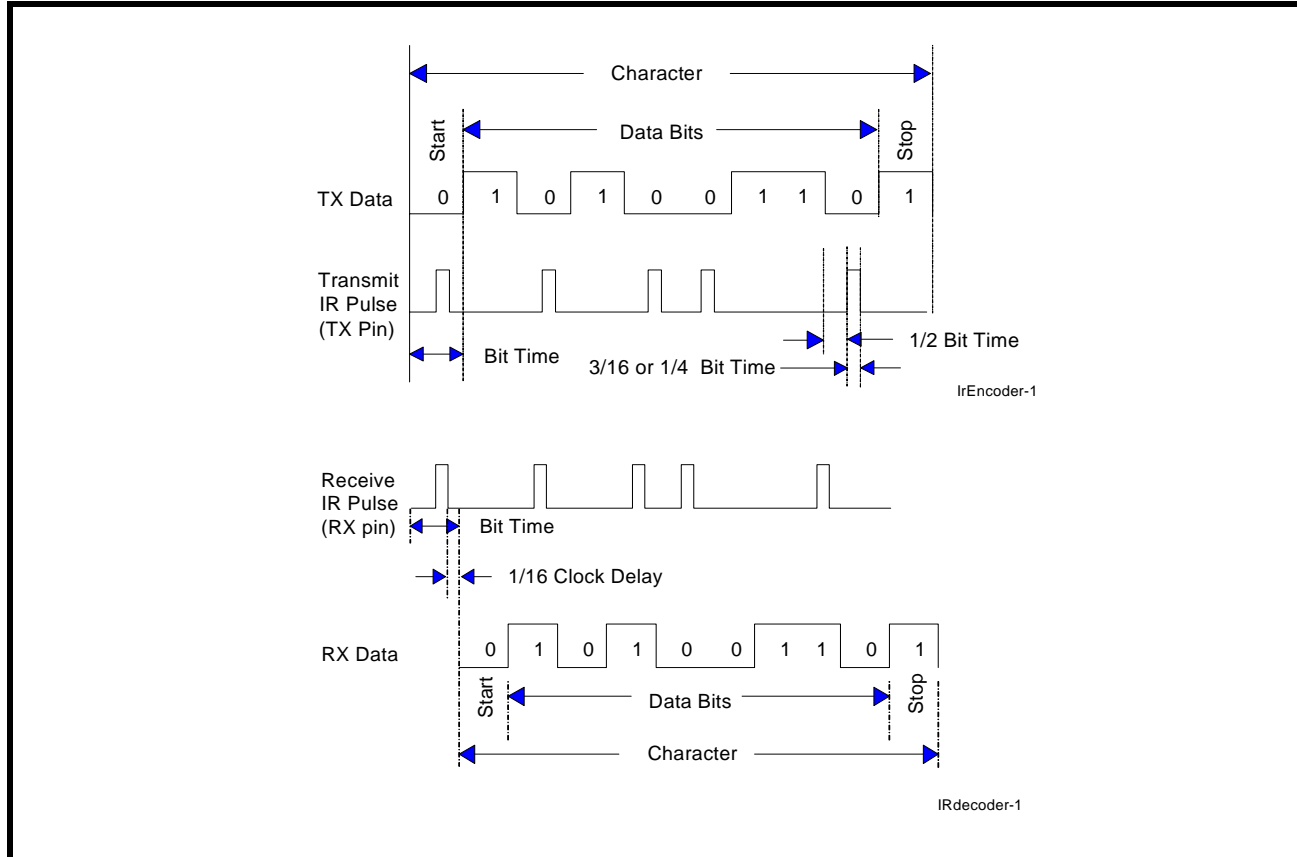 Character
Start
Data Bits
Stop
TX Data
0 1 0 1 0 0 1 1 0 1
Transmit
IR Pulse
(TX Pin)
Bit Time
1/2 Bit Time
3/16 or 1/4 Bit Time
IrEncoder-1
Receive
IR Pulse
(RX pin)
Bit Time
1/16 Clock Delay
RX Data
0 1 0 1 0 0 1 1 0 1
Start
Data Bits
Stop
Character
IRdecoder-1